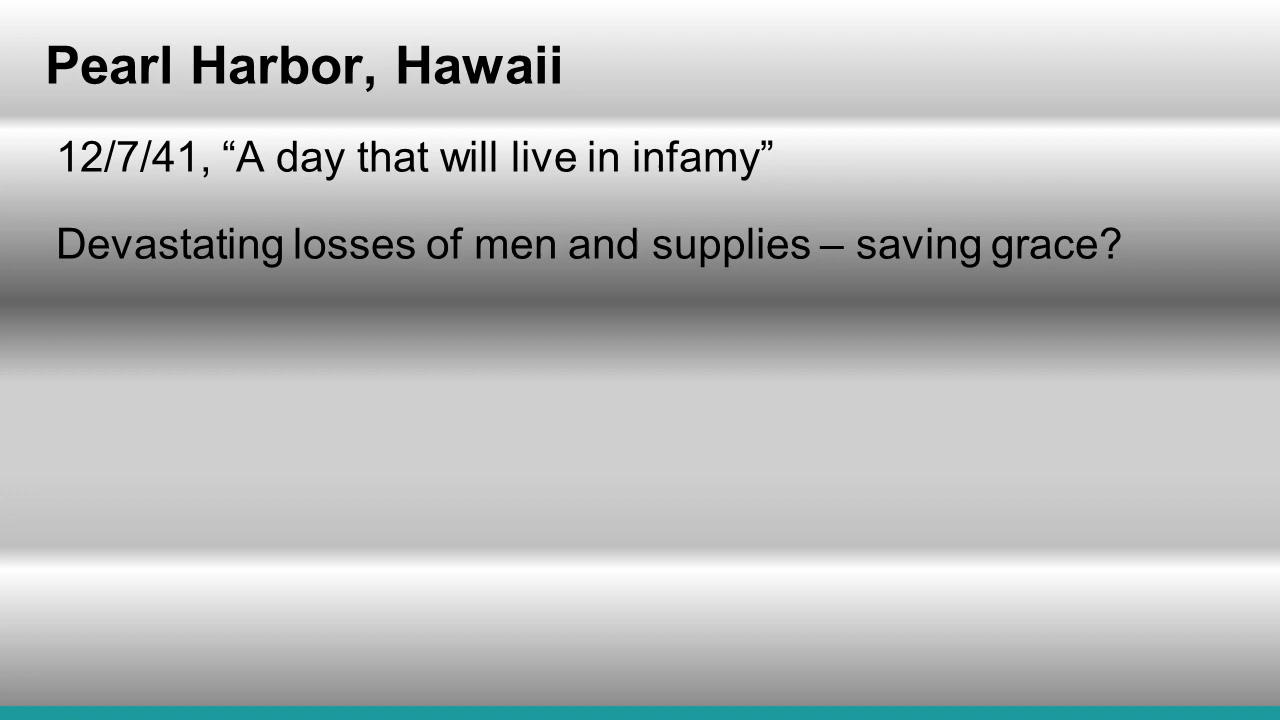 Pearl Harbor, Hawaii
12/7/41, “A day that will live in infamy”
Devastating losses of men and supplies – saving grace?